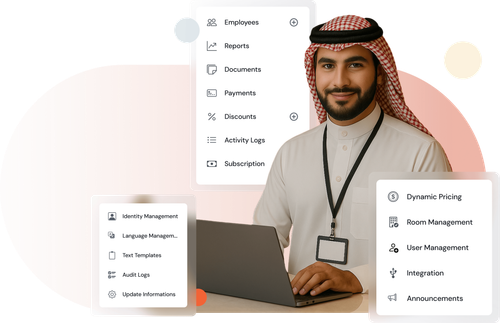 Employees
Reports
Documents
Payments
Discounts
Activity Logs
Subscription
Identity Management
Language Managem...
Text Templates
Audit Logs
Update Informations
Dynamic Pricing
Room Management
User Management
Integration
Announcements